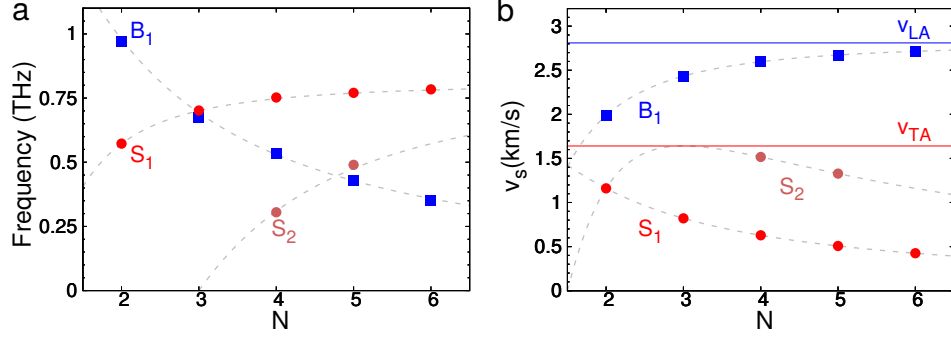 a
Frequency (THz)
1
0.75
0.5
0.25
0
2 3 4 5 6
N
B1
S1
S2
b
vs(km/s)
3
2.5
2
1.5
1
0.5
0
2 3 4 5 6
N
vLA
B1
vTA
S2
S1